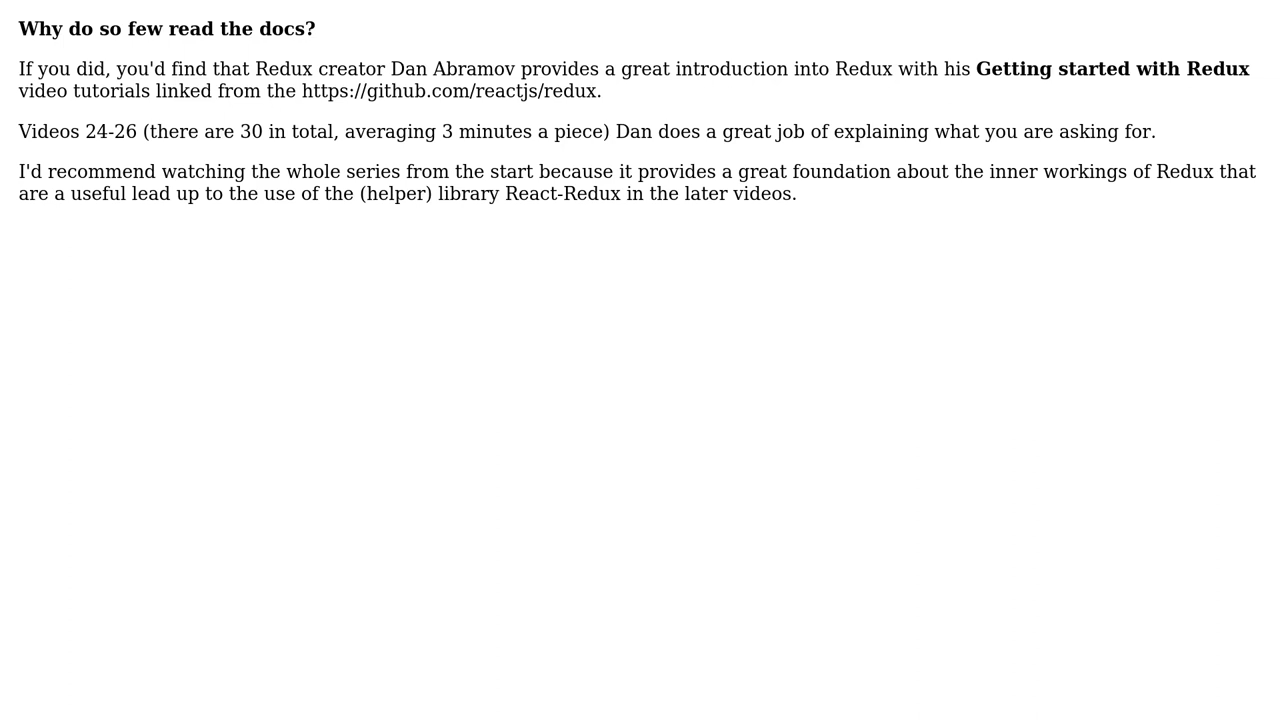 Why do so few read the docs?
If you did, you'd find that Redux creator Dan Abramov provides a great introduction into Redux with his Getting started with Redux
video tutorials linked from the https://github.com/reactjs/redux.
Videos 24-26 (there are 30 in total, averaging 3 minutes a piece) Dan does a great job of explaining what you are asking for.
I'd recommend watching the whole series from the start because it provides a great foundation about the inner workings of Redux that
are a useful lead up to the use of the (helper) library React-Redux in the later videos.